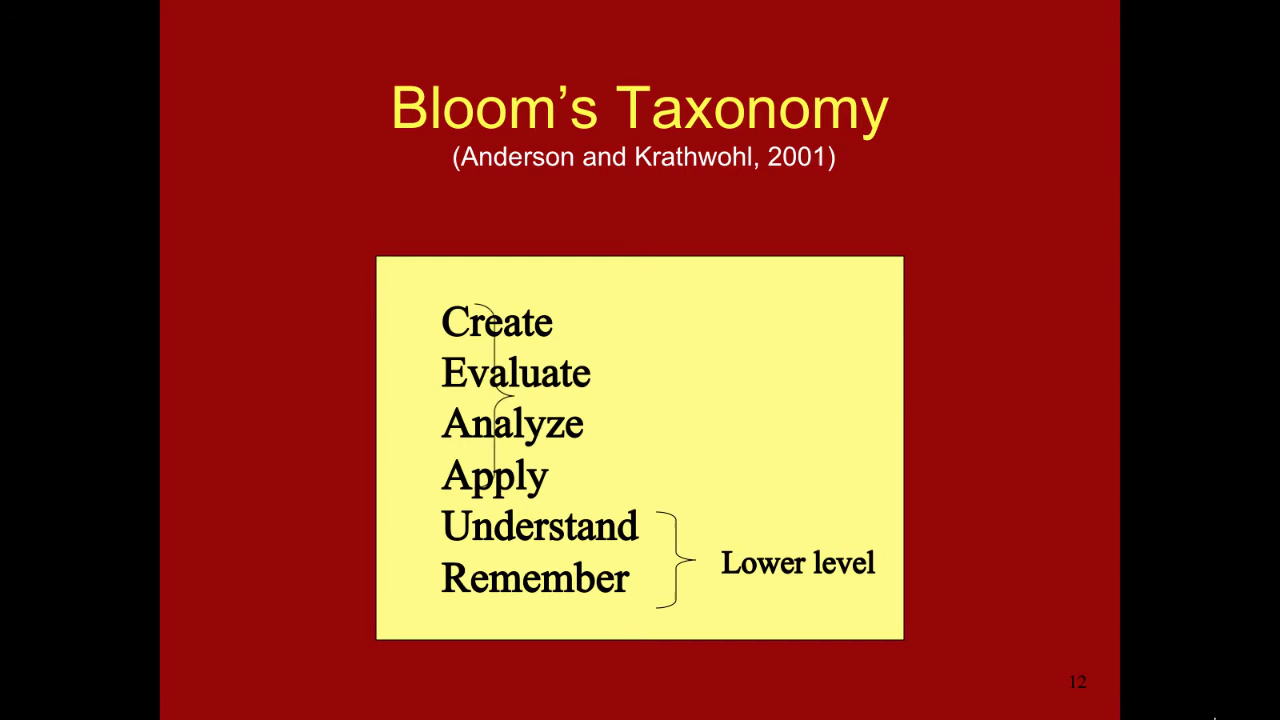 Bloom’s Taxonomy
(Anderson and Krathwohl, 2001)
Create
Evaluate
Analyze
Apply
Understand
Remember
Lower level
12